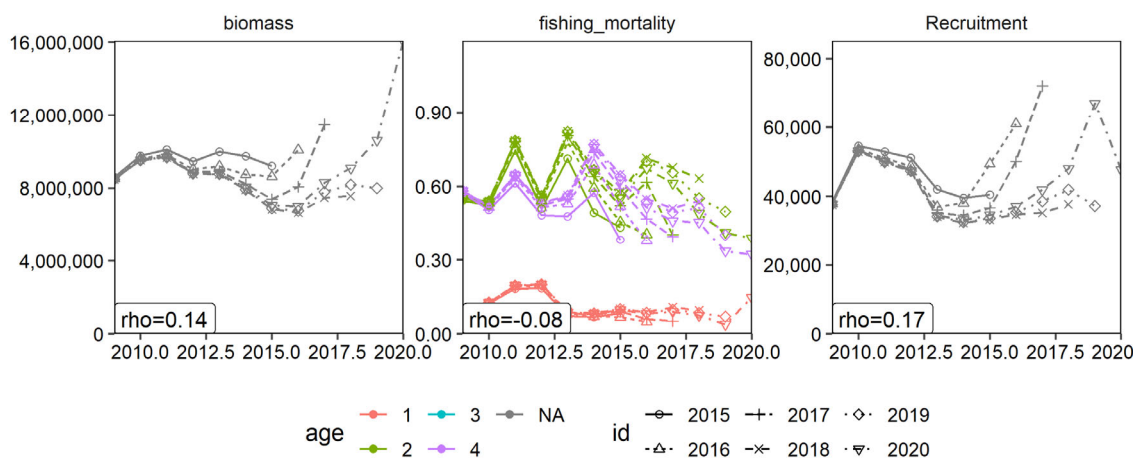 biomass
fishing_mortality
Recruitment
16,000,000
12,000,000
8,000,000
4,000,000
0
rho=0.14
2010.0 2012.5 2015.0 2017.5 2020.0
0.90
0.60
0.30
0.00
rho=-0.08
2010.0 2012.5 2015.0 2017.5 2020.0
80,000
60,000
40,000
20,000
0
rho=0.17
2010.0 2012.5 2015.0 2017.5 2020.0
age
1 3 NA
2 4
id
2015 2017 2019
2016 2018 2020